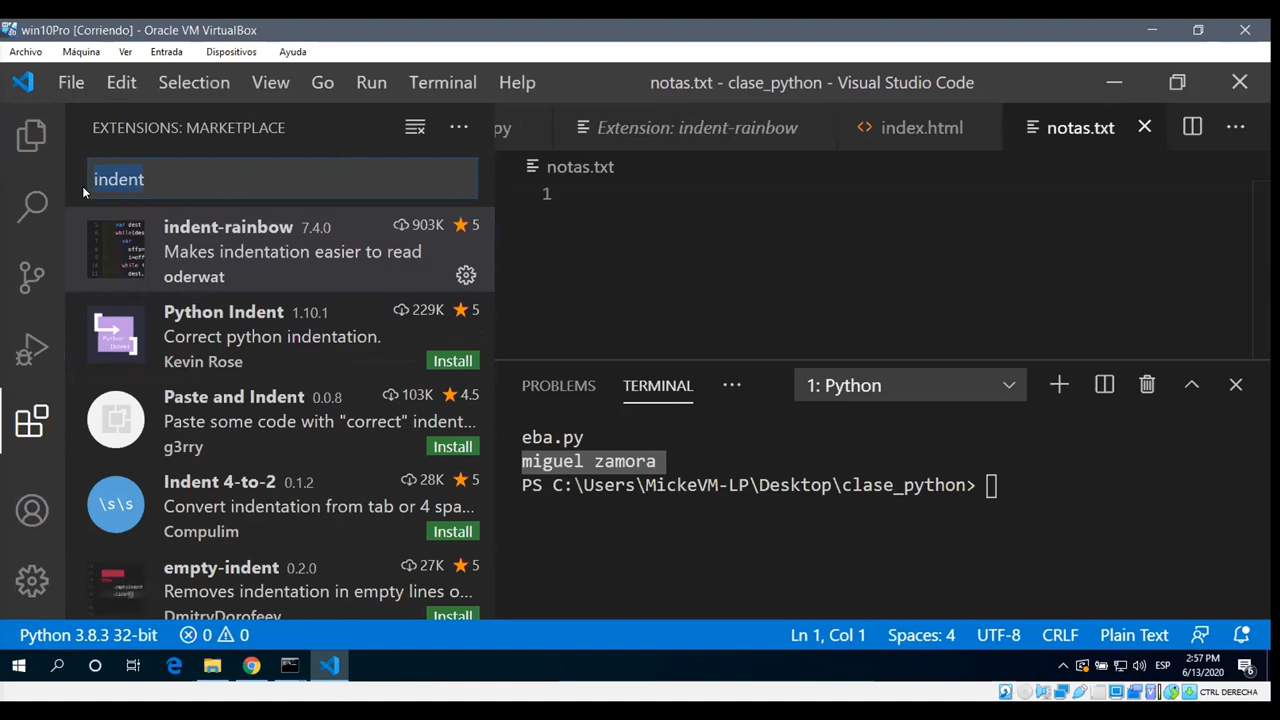 win10Pro [Corriendo] - Oracle VM VirtualBox
Archivo Máquina Ver Entrada Dispositivos Ayuda
File Edit Selection View Go Run Terminal Help notas.txt - clase_python - Visual Studio Code
EXTENSIONS: MARKETPLACE
py Extension: indent-rainbow index.html notas.txt
indent
notas.txt
1
indent-rainbow 7.4.0 903K 5
Makes indentation easier to read
oderwat
Python Indent 1.10.1 229K 5
Correct python indentation.
Kevin Rose Install
Paste and Indent 0.0.8 103K 4.5
Paste some code with "correct" indent...
g3rry Install
Indent 4-to-2 0.1.2 28K 5
\s\s
Convert indentation from tab or 4 spa...
Compulim Install
empty-indent 0.2.0 27K 5
Removes indentation in empty lines o...
DmitryDorofeev Install
PROBLEMS TERMINAL ... 1: Python
eba.py
miguel zamora
PS C:\Users\MickeVM-LP\Desktop\clase_python>
Python 3.8.3 32-bit 0 0 Ln 1, Col 1 Spaces: 4 UTF-8 CRLF Plain Text
ESP 2:57 PM
6/13/2020 6
CTRL DERECHA